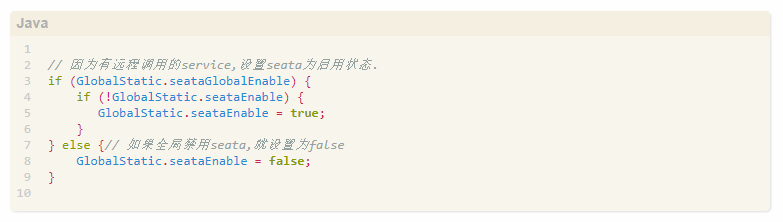 Java
1
2 // 因为有远程调用的service,设置seata为启用状态.
3 if (GlobalStatic.seataGlobalEnable) {
4     if (!GlobalStatic.seataEnable) {
5        GlobalStatic.seataEnable = true;
6     }
7 } else {// 如果全局禁用seata,就设置为false
8     GlobalStatic.seataEnable = false;
9 }
10